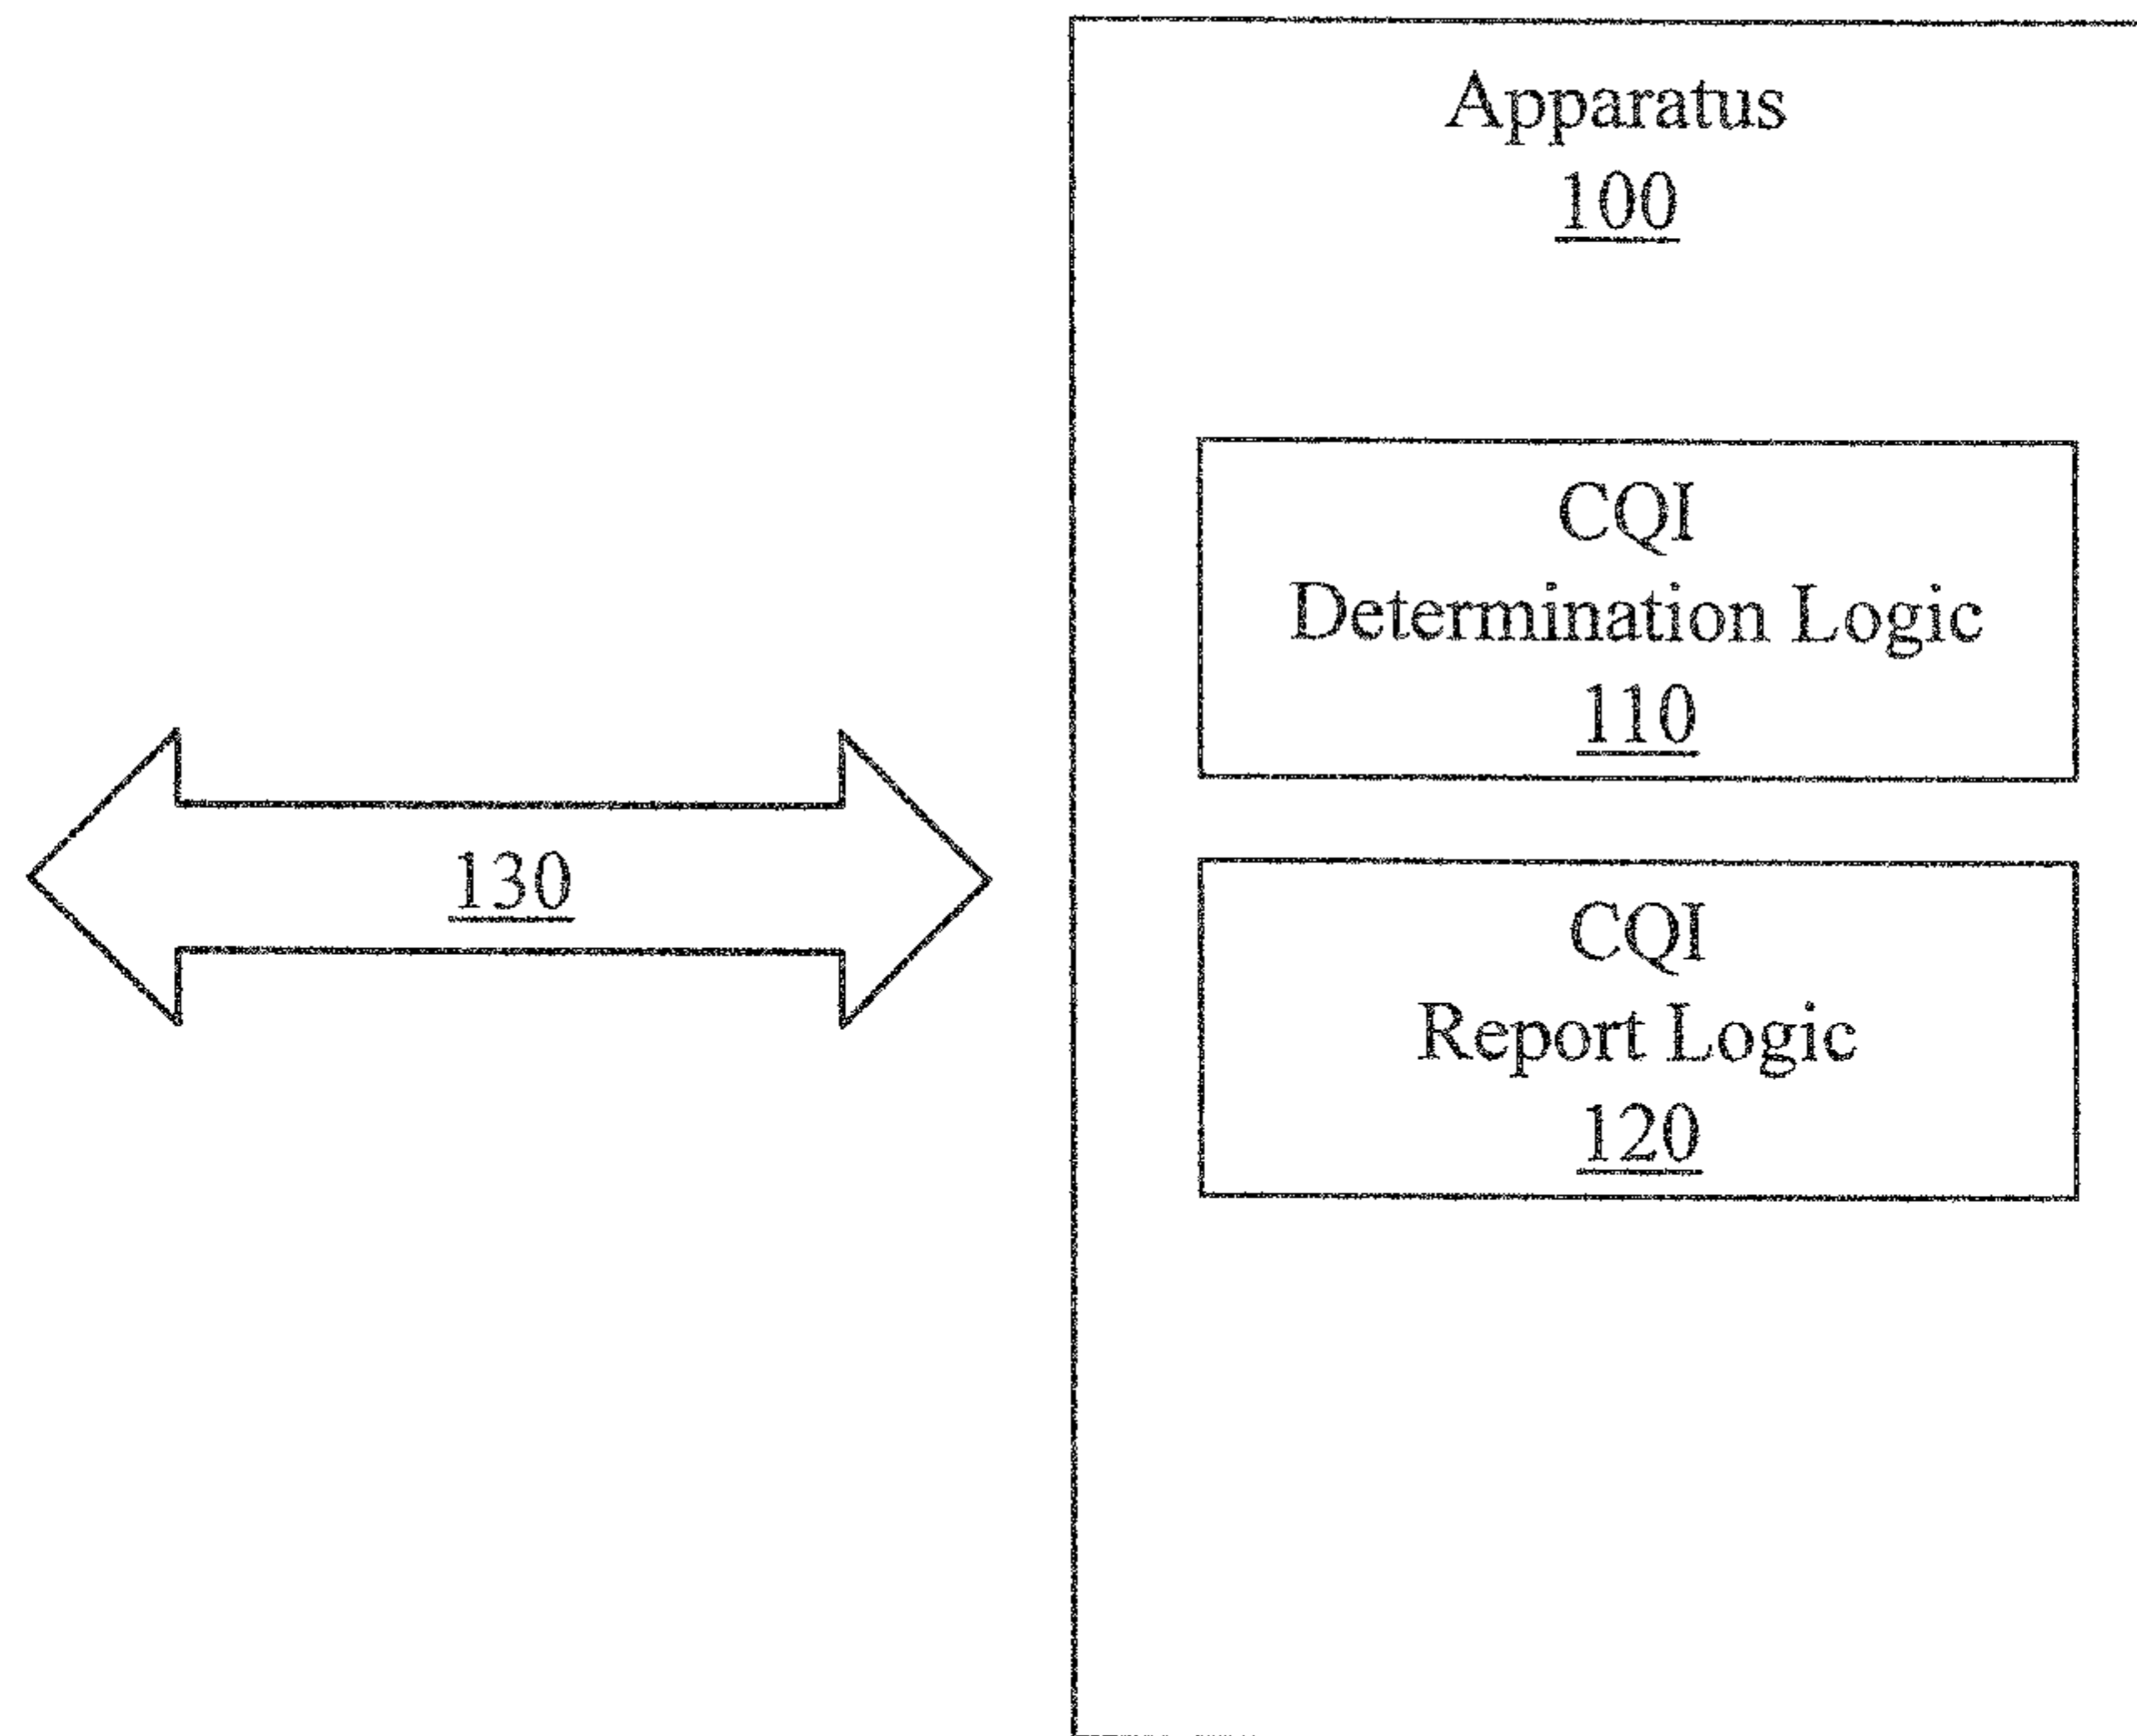 Apparatus
100
CQI
Determination Logic
110
130
CQI
Report Logic
120